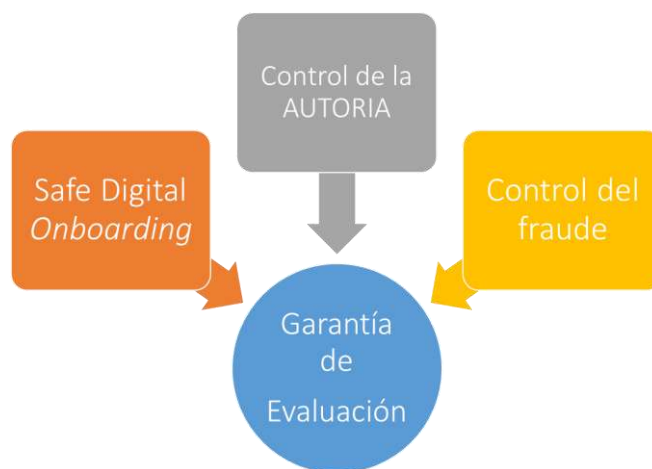 Control de la
AUTORIA
Safe Digital
Onboarding
Control del
fraude
Garantía
de
Evaluación